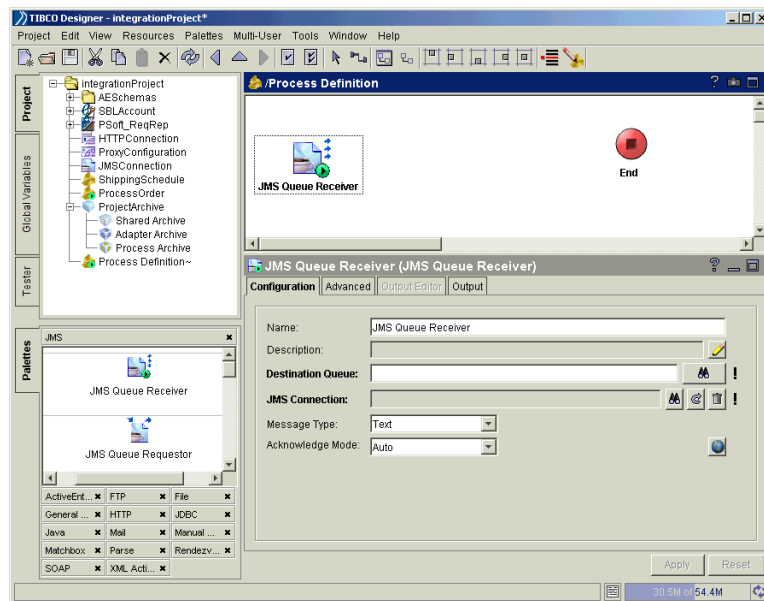 TIBCO Designer - integrationProject*
Project Edit View Resources Palettes Multi-User Tools Window Help
Project
Global Variables
Tester
integrationProject
AESchemas
SBLAccount
PSoft_ReqRep
HTTPConnection
ProxyConfiguration
JMSConnection
ShippingSchedule
ProcessOrder
ProjectArchive
Shared Archive
Adapter Archive
Process Archive
Process Definition~
/Process Definition
JMS Queue Receiver
End
JMS Queue Receiver (JMS Queue Receiver)
Configuration Advanced Output Editor Output
Name: JMS Queue Receiver
Description:
Destination Queue: !
JMS Connection: !
Message Type: Text
Acknowledge Mode: Auto
Apply Reset
Palettes
JMS
JMS Queue Receiver
JMS Queue Requestor
ActiveEnt... FTP File
General ... HTTP JDBC
Java Mail Manual ...
Matchbox Parse Rendezv...
SOAP XML Acti...
30.5M of 54.4M